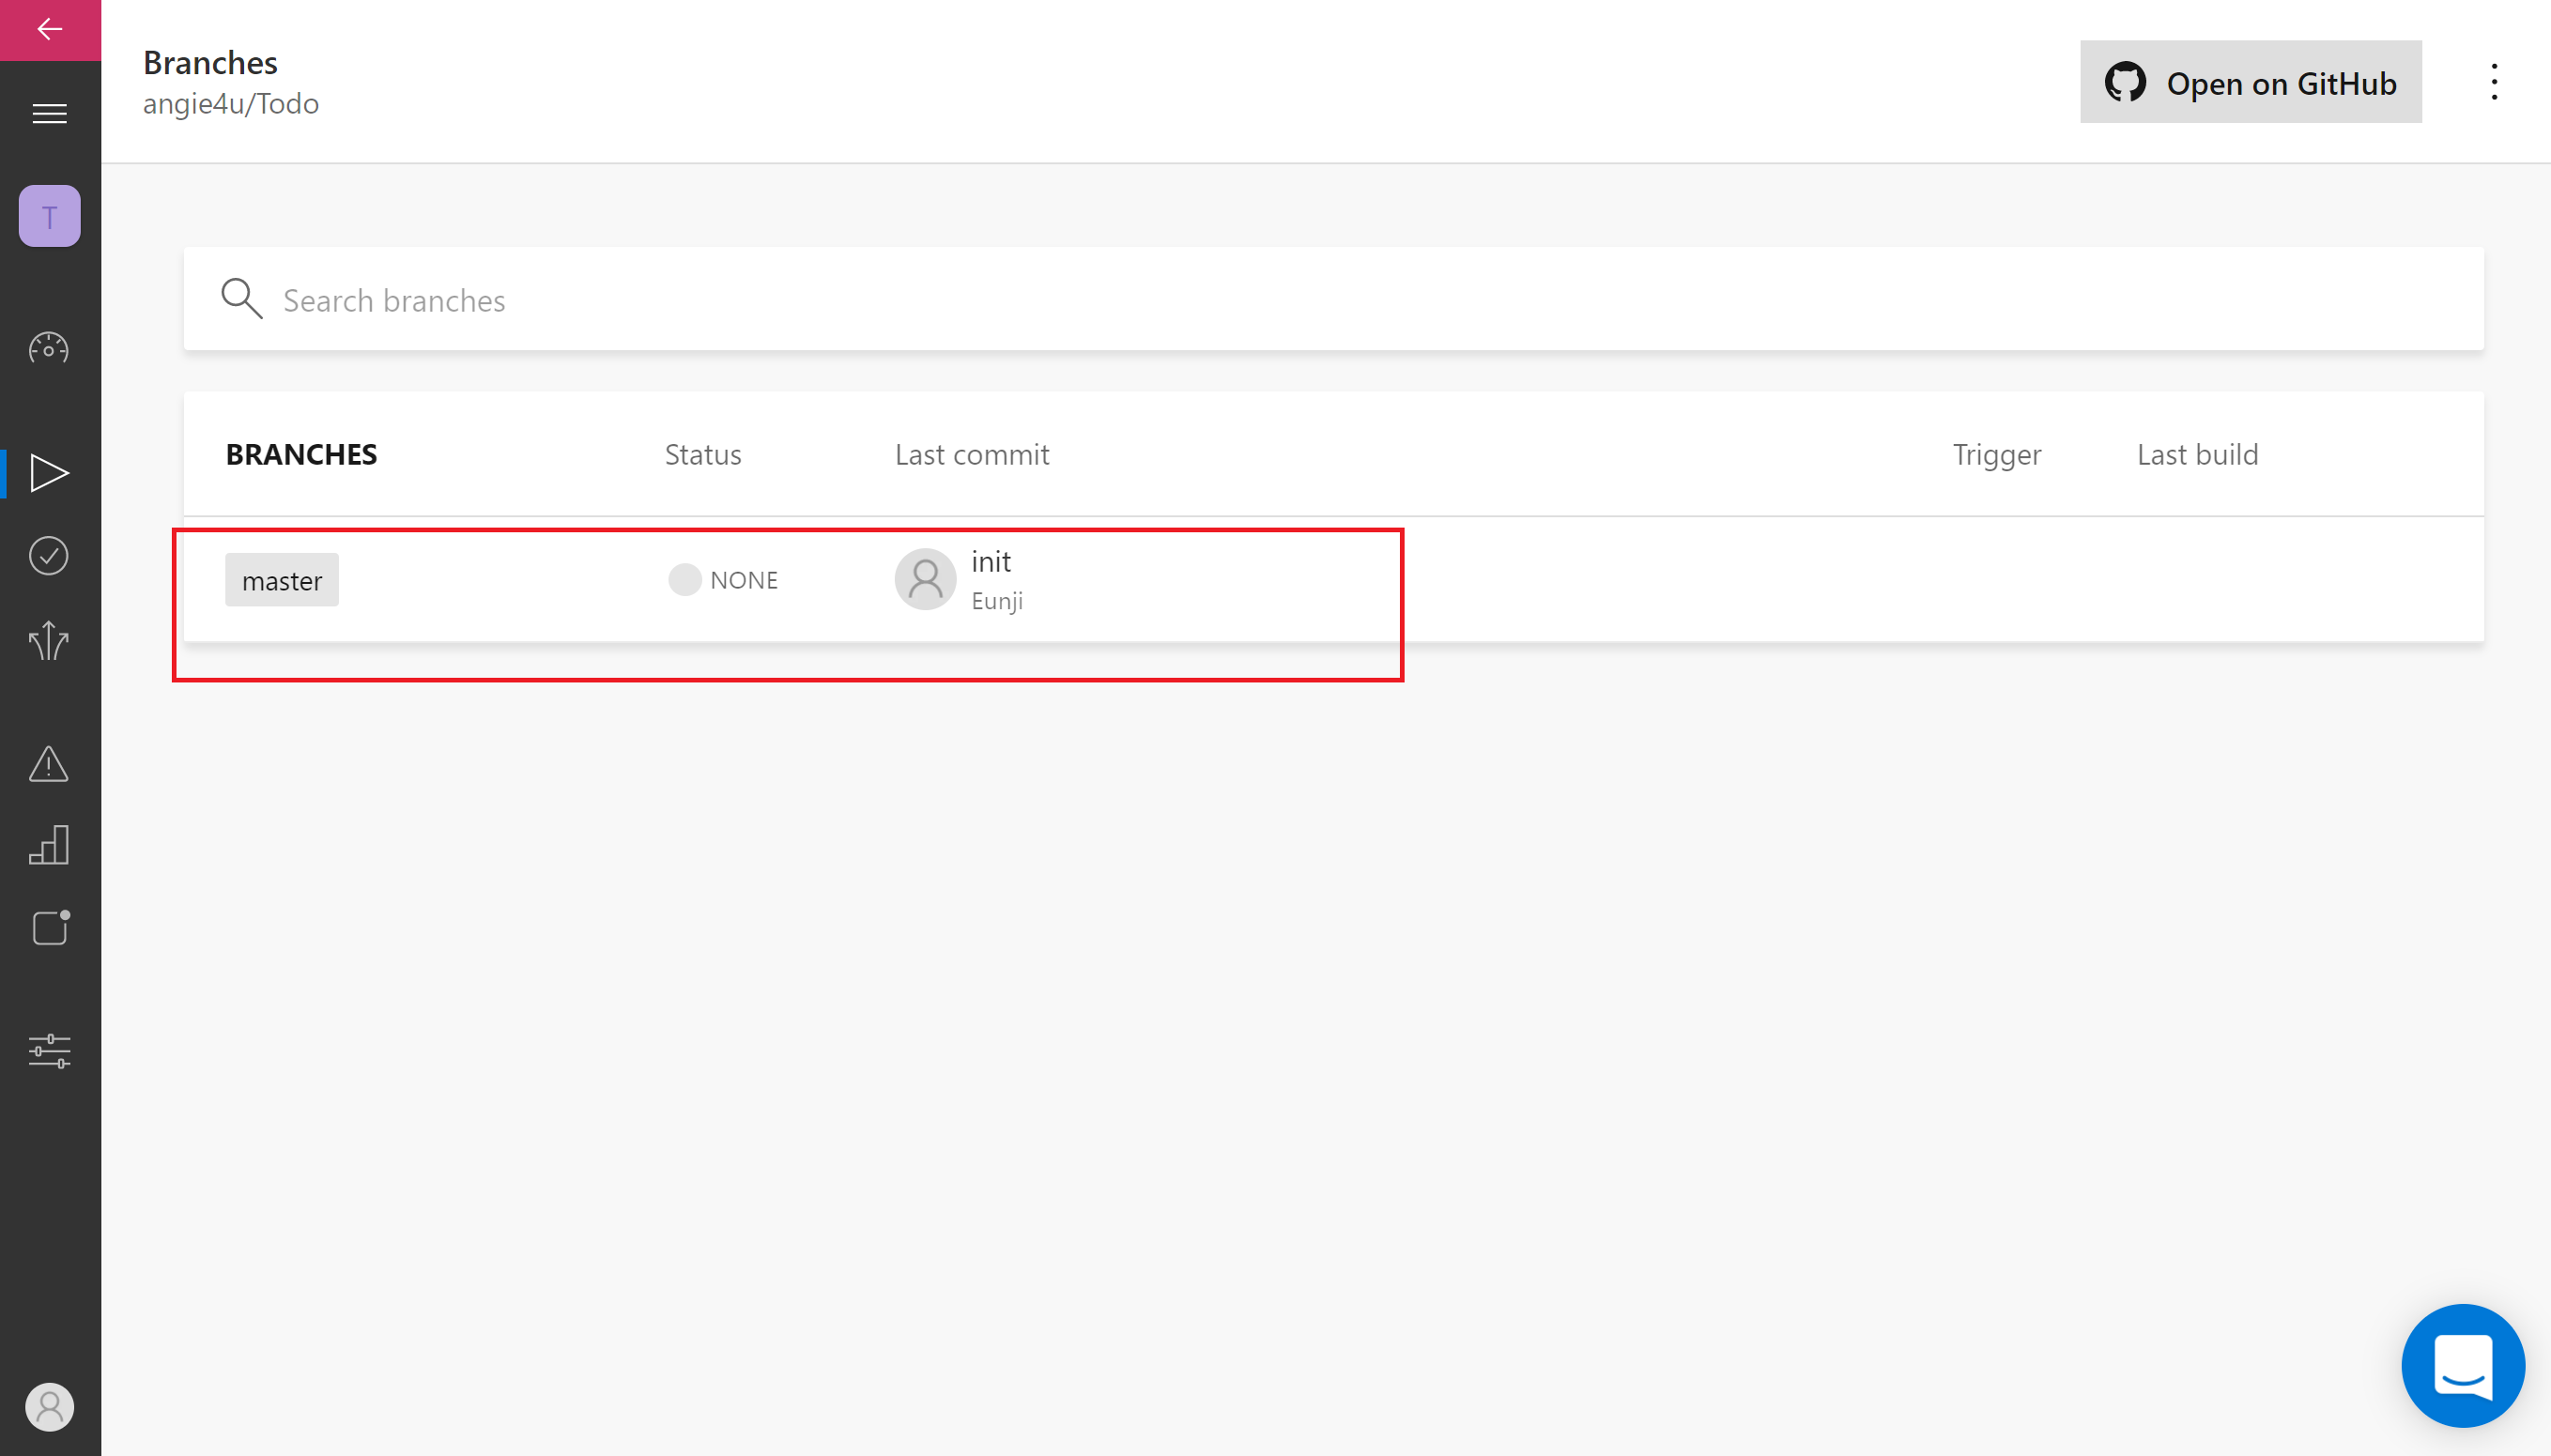 Branches
angie4u/Todo
Open on GitHub
T
Search branches
BRANCHES Status Last commit Trigger Last build
master NONE init
Eunji